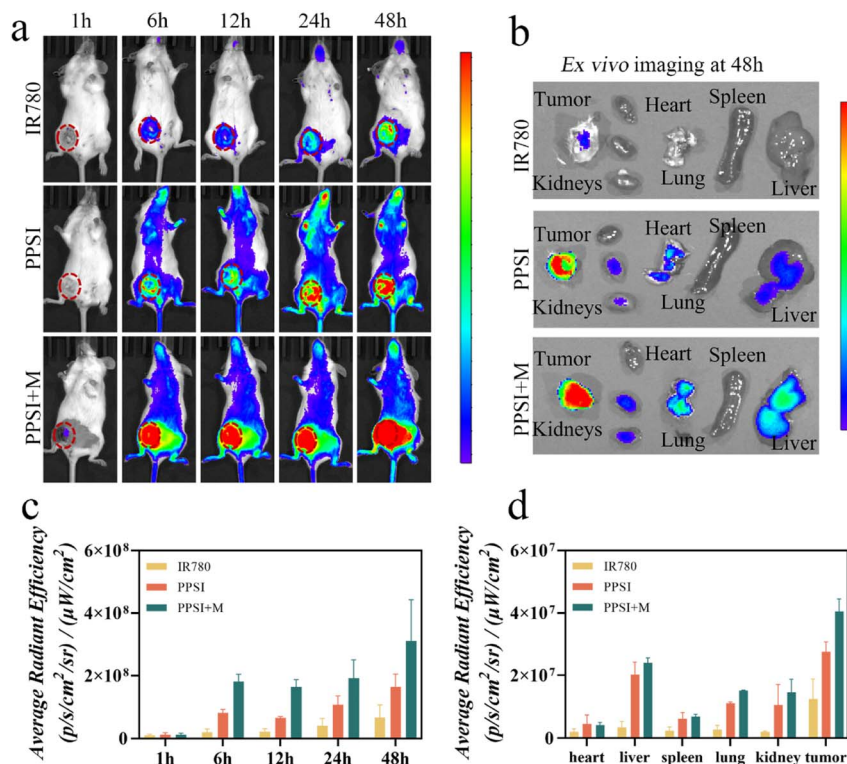 a
1h 6h 12h 24h 48h
IR780
PPSI
PPSI+M
b
Ex vivo imaging at 48h
Tumor Heart Spleen
Kidneys Lung Liver
IR780
Tumor Heart Spleen
Kidneys Lung Liver
PPSI
Tumor Heart Spleen
Kidneys Lung Liver
PPSI+M
c
Average Radiant Efficiency
(p/s/cm²/sr) / (μW/cm²)
6×10⁸
4×10⁸
2×10⁸
0
IR780
PPSI
PPSI+M
1h 6h 12h 24h 48h
d
Average Radiant Efficiency
(p/s/cm²/sr) / (μW/cm²)
6×10⁷
4×10⁷
2×10⁷
0
IR780
PPSI
PPSI+M
heart liver spleen lung kidney tumor